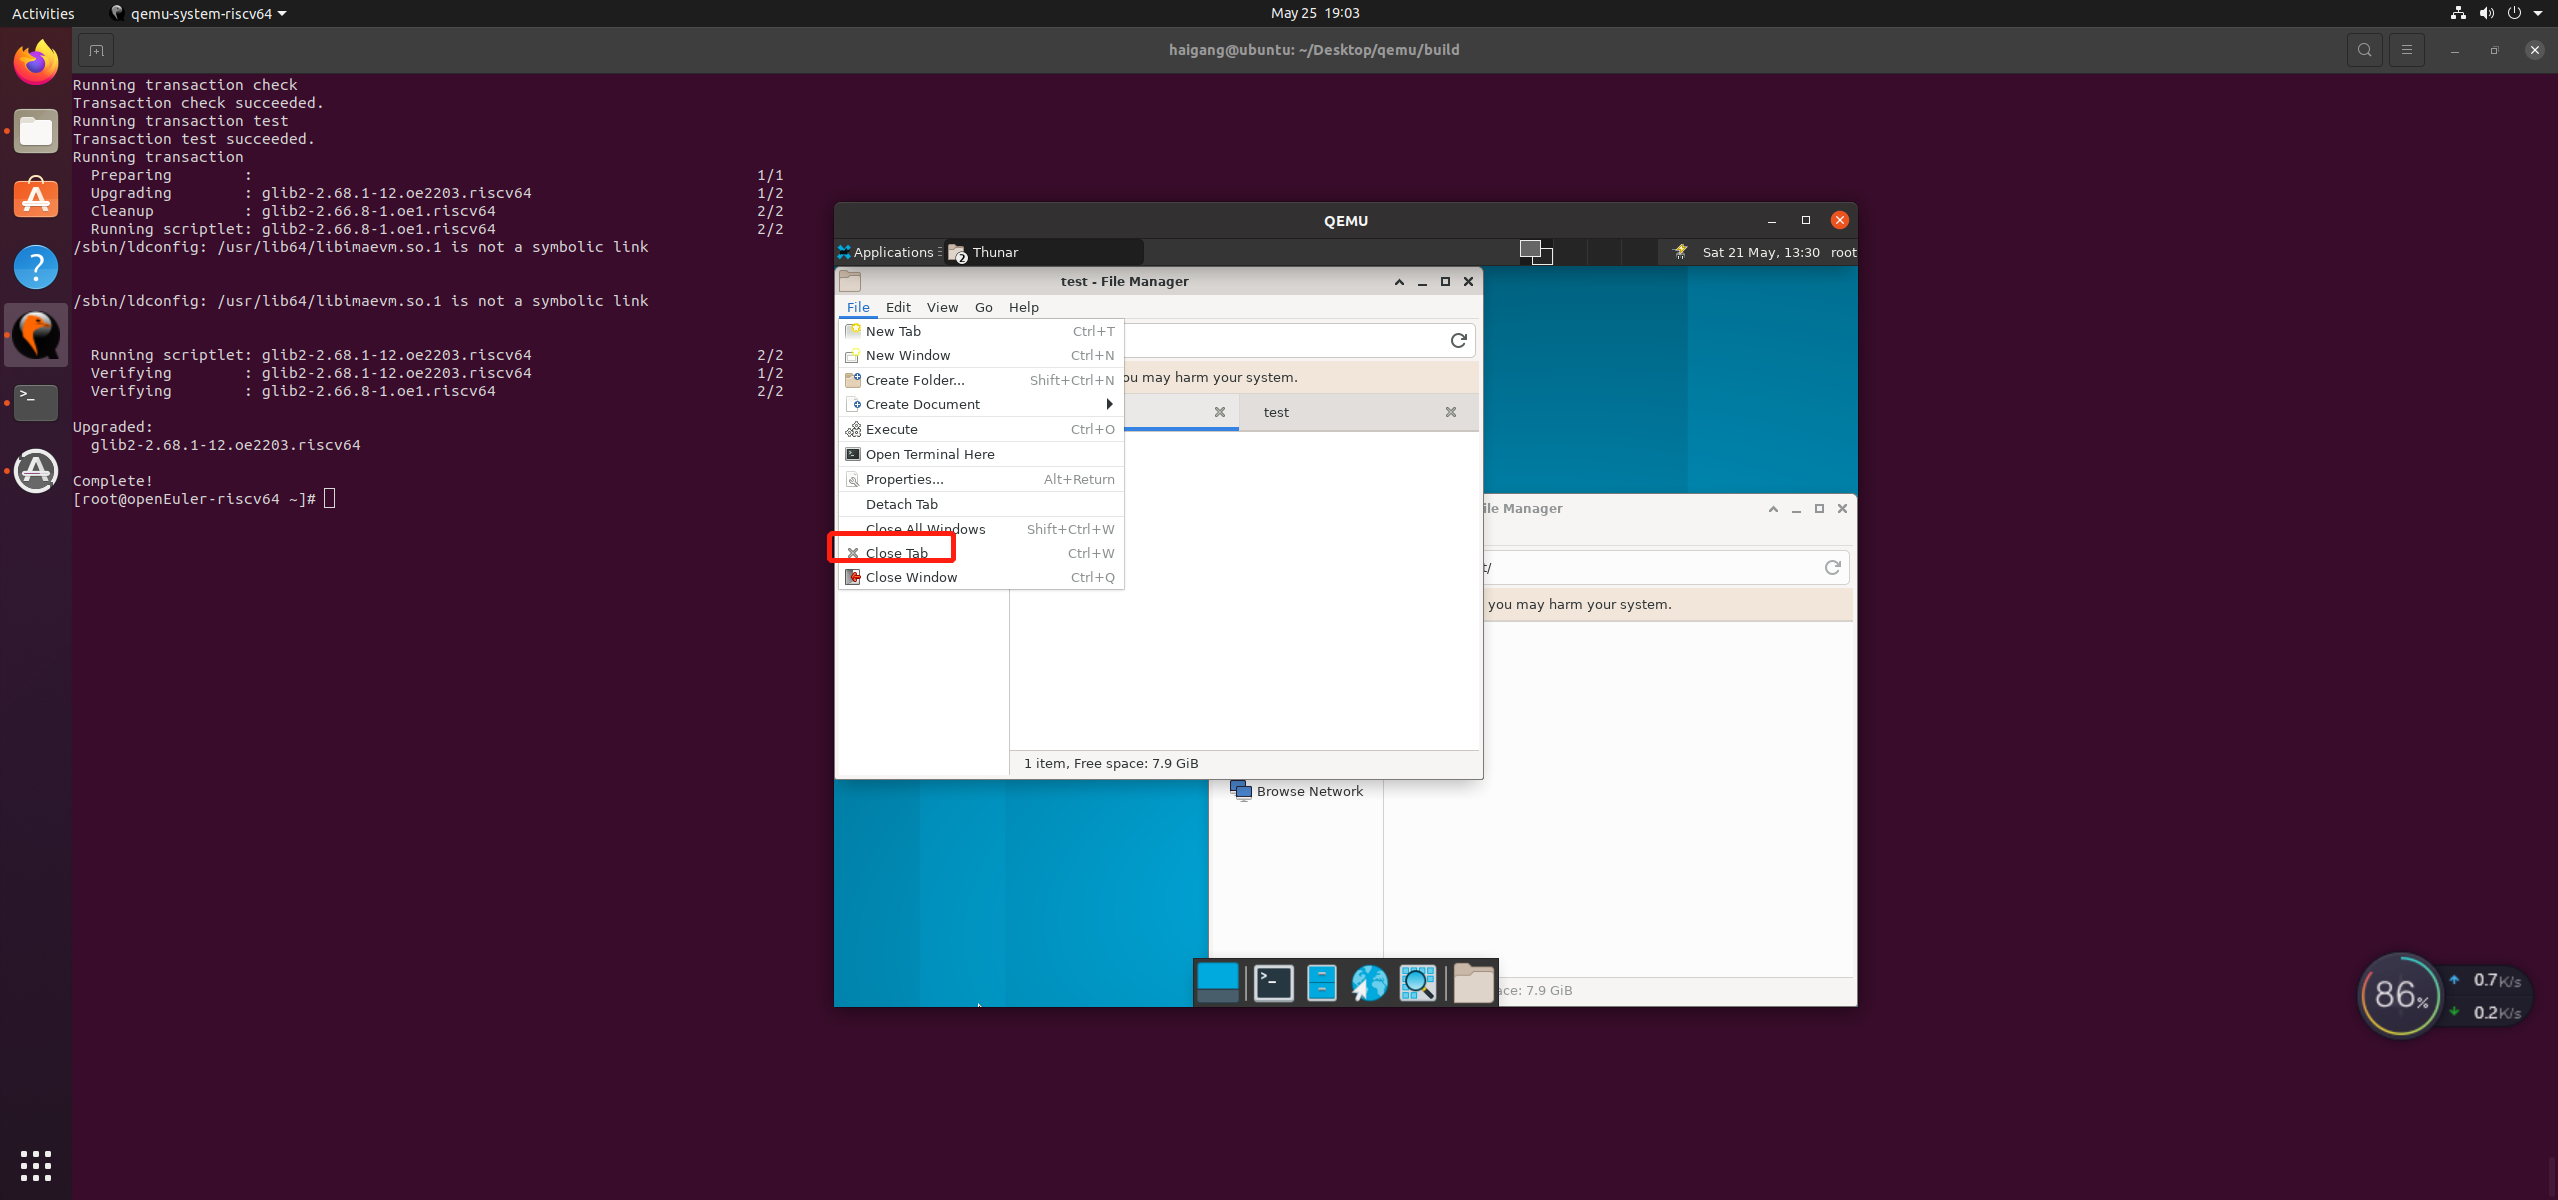 Activities
qemu-system-riscv64
May 25 19:03
haigang@ubuntu: ~/Desktop/qemu/build
Running transaction check
Transaction check succeeded.
Running transaction test
Transaction test succeeded.
Running transaction
Preparing : 1/1
Upgrading : glib2-2.68.1-12.oe2203.riscv64 1/2
Cleanup : glib2-2.66.8-1.oe1.riscv64 2/2
Running scriptlet: glib2-2.66.8-1.oe1.riscv64 2/2
/sbin/ldconfig: /usr/lib64/libimaevm.so.1 is not a symbolic link
/sbin/ldconfig: /usr/lib64/libimaevm.so.1 is not a symbolic link
Running scriptlet: glib2-2.68.1-12.oe2203.riscv64 2/2
Verifying : glib2-2.68.1-12.oe2203.riscv64 1/2
Verifying : glib2-2.66.8-1.oe1.riscv64 2/2
Upgraded:
glib2-2.68.1-12.oe2203.riscv64
Complete!
[root@openEuler-riscv64 ~]#
QEMU
Applications
2
Thunar
Sat 21 May, 13:30
root
test - File Manager
File Edit View Go Help
New Tab Ctrl+T
New Window Ctrl+N
Create Folder... Shift+Ctrl+N
Create Document
Execute Ctrl+O
Open Terminal Here
Properties... Alt+Return
Detach Tab
Close All Windows Shift+Ctrl+W
Close Tab Ctrl+W
Close Window Ctrl+Q
ou may harm your system.
test
1 item, Free space: 7.9 GiB
ile Manager
t/
you may harm your system.
Browse Network
ace: 7.9 GiB
86%
0.7K/s
0.2K/s